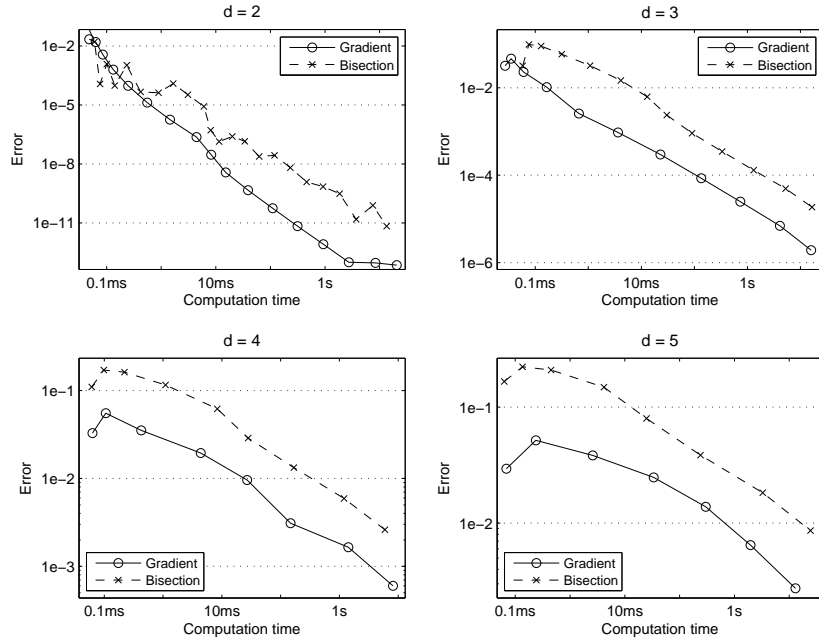 d = 2
1e−2
1e−5
1e−8
1e−11
Error
Gradient
Bisection
0.1ms
10ms
1s
Computation time
d = 3
1e−2
1e−4
1e−6
Error
Gradient
Bisection
0.1ms
10ms
1s
Computation time
d = 4
1e−1
1e−2
1e−3
Error
Gradient
Bisection
0.1ms
10ms
1s
Computation time
d = 5
1e−1
1e−2
Error
Gradient
Bisection
0.1ms
10ms
1s
Computation time